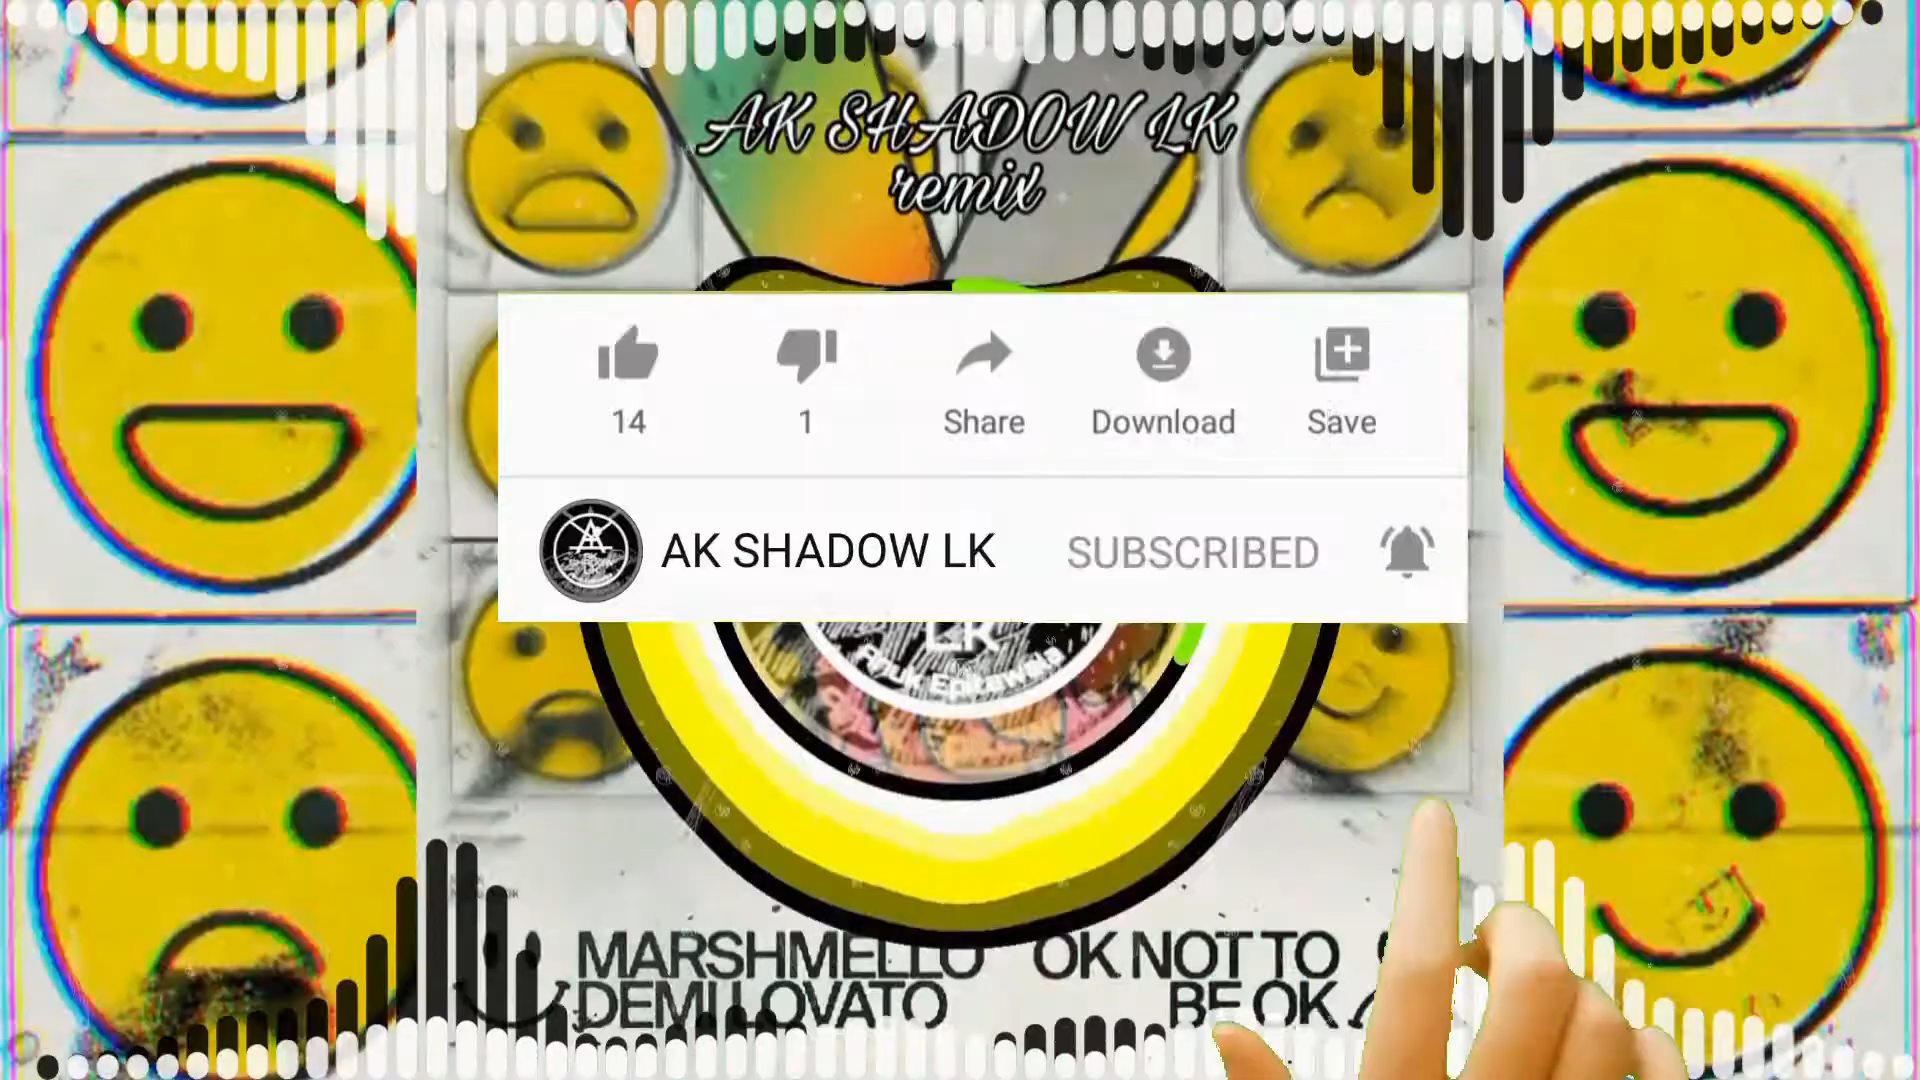 AK SHADOW LK
remix
14 1 Share Download Save
AK SHADOW LK SUBSCRIBED
LK
MARSHMELLO OK NOT TO
DEMI LOVATO BE OK